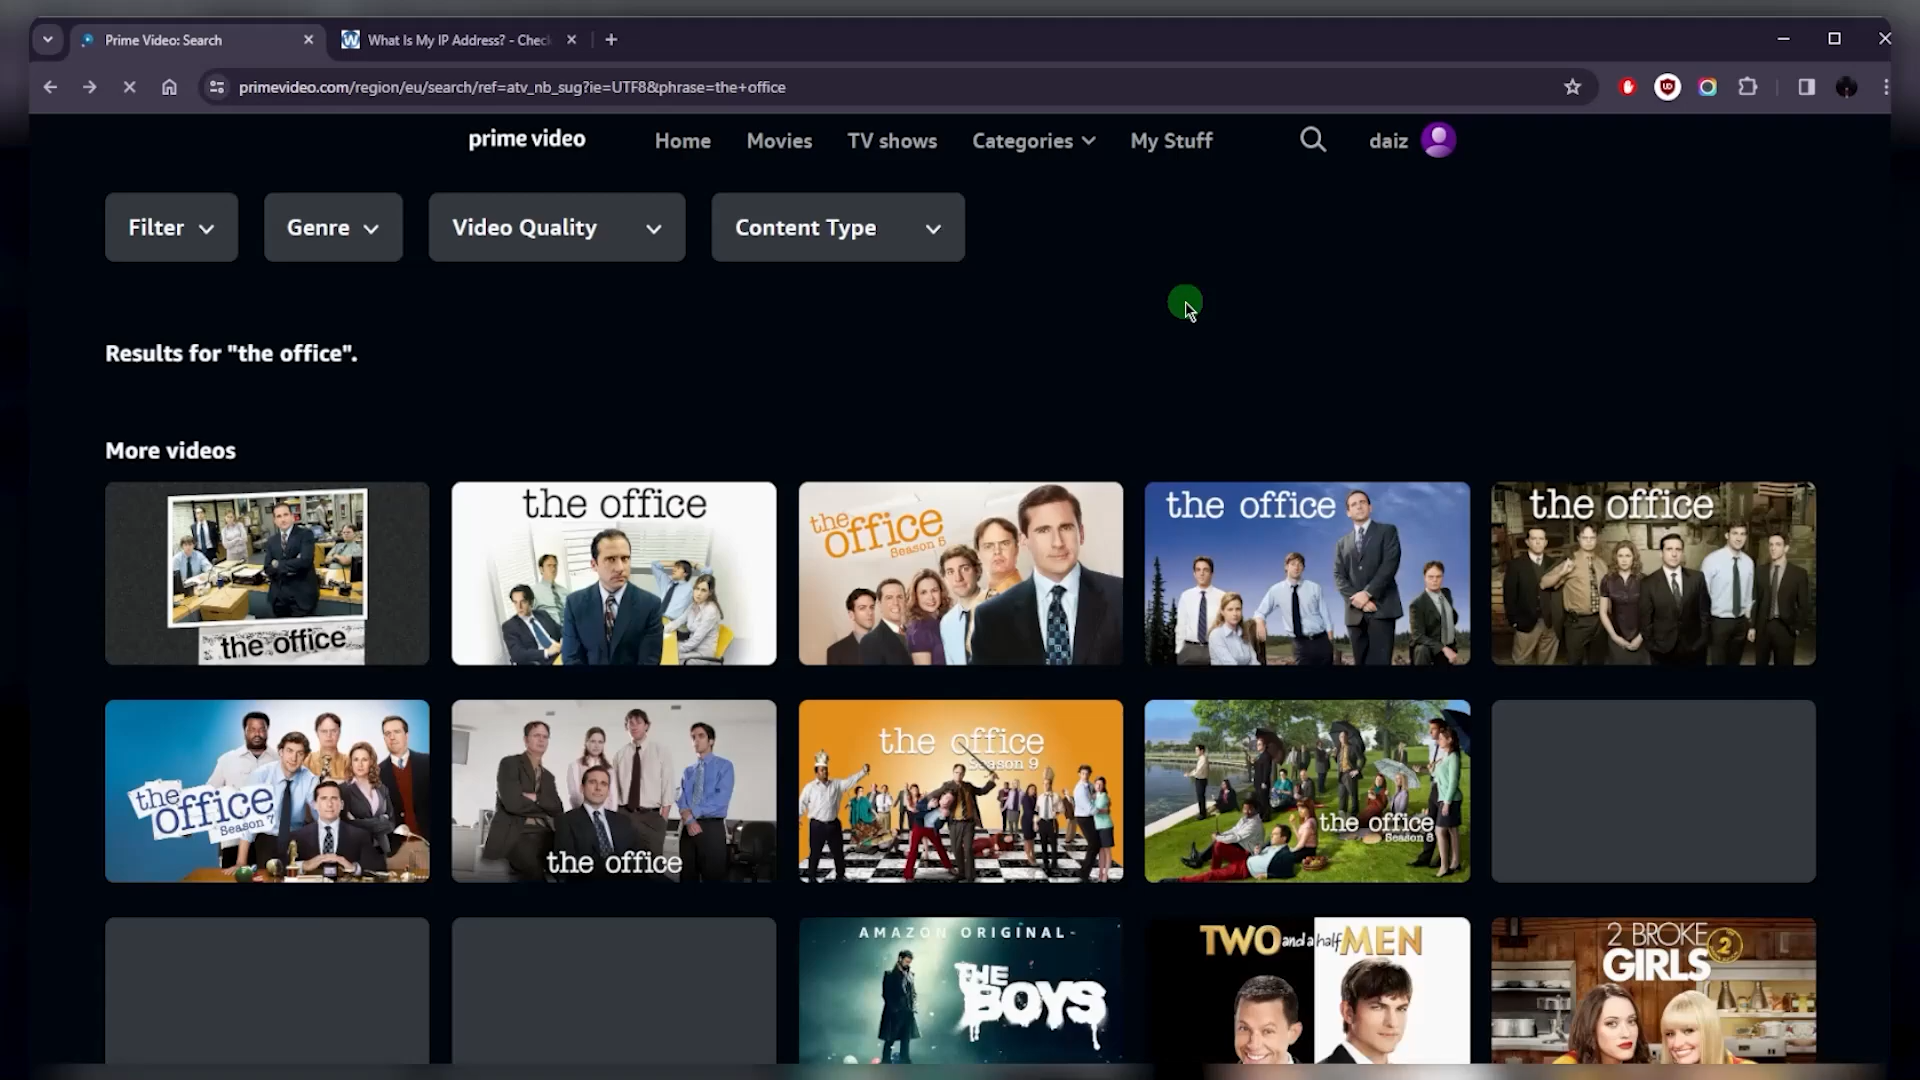 Prime Video: Search
What Is My IP Address? - Chec
primevideo.com/region/eu/search/ref=atv_nb_sug?ie=UTF8&phrase=the+office
prime video
Home
Movies
TV shows
Categories
My Stuff
daiz
Filter
Genre
Video Quality
Content Type
Results for "the office".
More videos
the office
the office
the
office
Season 6
the office
the office
the
office
Season 7
the office
the office
Season 9
the office
Season 8
AMAZON ORIGINAL
THE
BOYS
TWO and a half MEN
2 BROKE
GIRLS
2